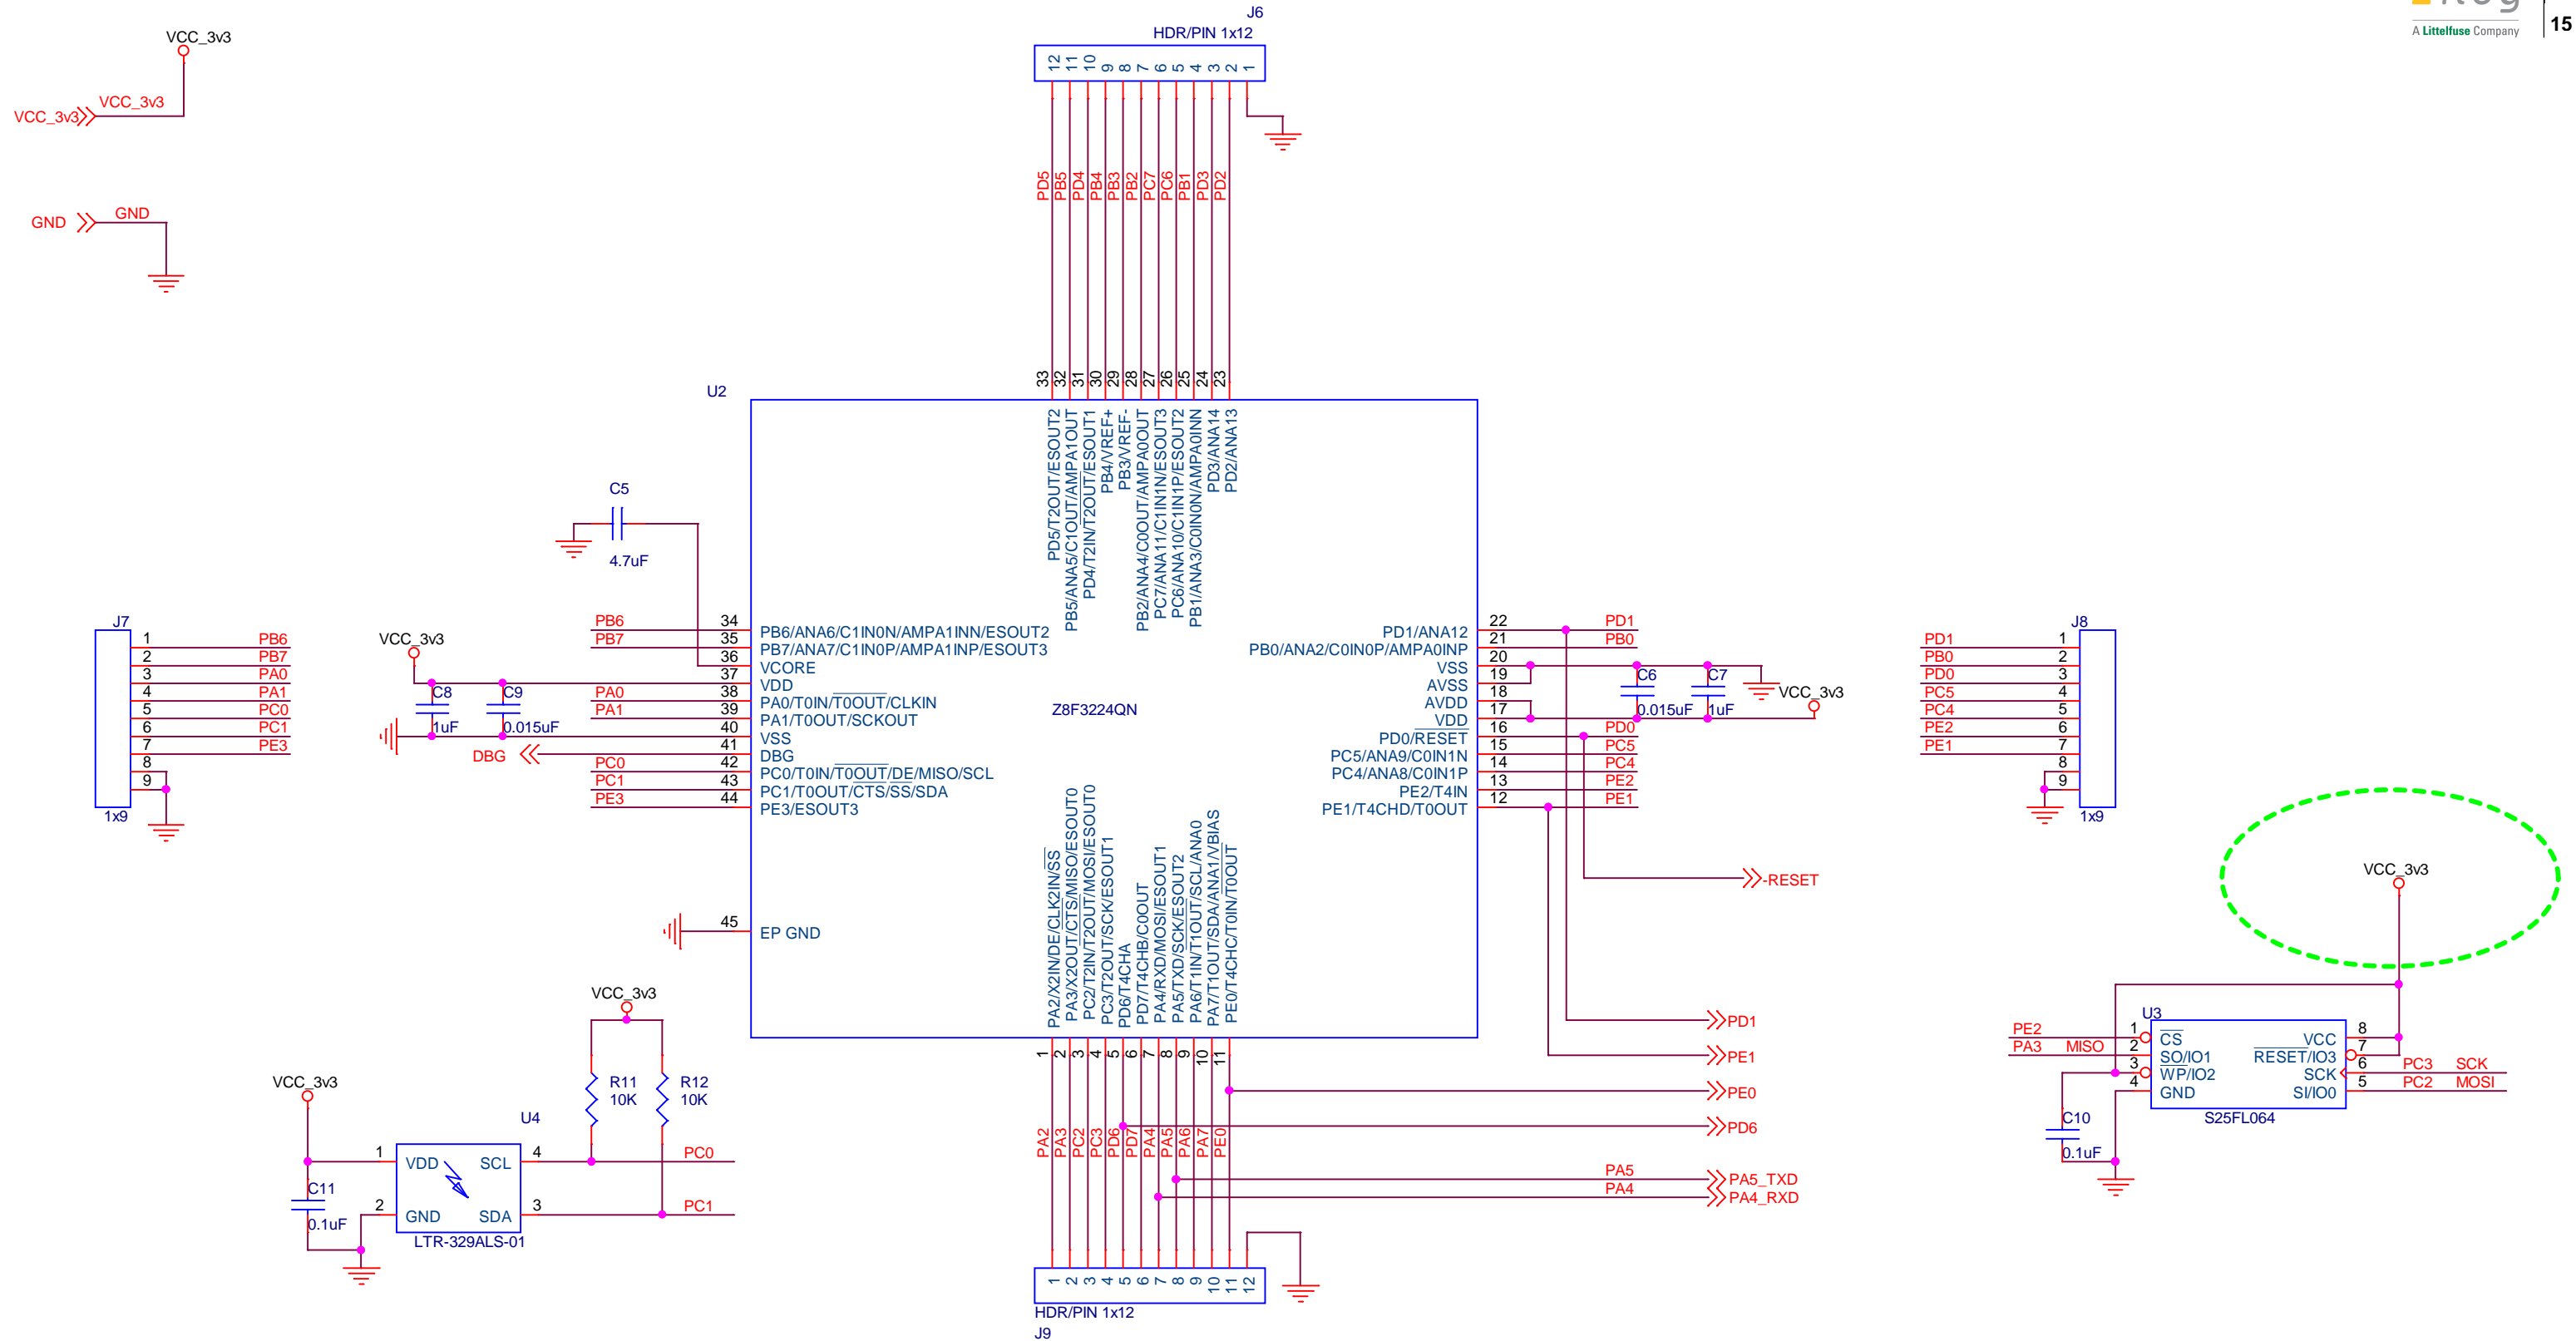 A Littelfuse Company
15
VCC_3v3
VCC_3v3
VCC_3v3
GND
GND
J6
HDR/PIN 1x12
12 11 10 9 8 7 6 5 4 3 2 1
PD5 PB5 PD4 PB4 PB3 PB2 PC7 PC6 PB1 PD3 PD2
33 32 31 30 29 28 27 26 25 24 23
U2
PD5/T2OUT/ESOUT2
PB5/ANA5/C1OUT/AMPA1OUT
PD4/T2IN/T2OUT/ESOUT1
PB4/VREF+
PB3/VREF-
PB2/ANA4/C0OUT/AMPA0OUT
PC7/ANA11/C1IN1N/ESOUT3
PC6/ANA10/C1IN1P/ESOUT2
PB1/ANA3/C0IN0N/AMPA0INN
PD3/ANA14
PD2/ANA13
C5
4.7uF
J7
1 PB6
2 PB7
3 PA0
4 PA1
5 PC0
6 PC1
7 PE3
8
9
1x9
VCC_3v3
C8
1uF
C9
0.015uF
DBG
PB6 34 PB6/ANA6/C1IN0N/AMPA1INN/ESOUT2
PB7 35 PB7/ANA7/C1IN0P/AMPA1INP/ESOUT3
36 VCORE
37 VDD
PA0 38 PA0/T0IN/T0OUT/CLKIN
PA1 39 PA1/T0OUT/SCKOUT
40 VSS
41 DBG
PC0 42 PC0/T0IN/T0OUT/DE/MISO/SCL
PC1 43 PC1/T0OUT/CTS/SS/SDA
PE3 44 PE3/ESOUT3
45 EP GND
Z8F3224QN
PD1/ANA12 22 PD1
PB0/ANA2/C0IN0P/AMPA0INP 21 PB0
VSS 20
AVSS 19
AVDD 18
VDD 17
PD0/RESET 16 PD0
PC5/ANA9/C0IN1N 15 PC5
PC4/ANA8/C0IN1P 14 PC4
PE2/T4IN 13 PE2
PE1/T4CHD/T0OUT 12 PE1
C6
0.015uF
C7
1uF
VCC_3v3
J8
PD1 1
PB0 2
PD0 3
PC5 4
PC4 5
PE2 6
PE1 7
8
9
1x9
-RESET
PA2/X2IN/DE/CLK2IN/SS
PA3/X2OUT/CTS/MISO/ESOUT0
PC2/T2IN/T2OUT/MOSI/ESOUT0
PC3/T2OUT/SCK/ESOUT1
PD6/T4CHA
PD7/T4CHB/C0OUT
PA4/RXD/MOSI/ESOUT1
PA5/TXD/SCK/ESOUT2
PA6/T1IN/T1OUT/SCL/ANA0
PA7/T1OUT/SDA/ANA1/VBIAS
PE0/T4CHC/T0IN/T0OUT
1 2 3 4 5 6 7 8 9 10 11
PA2 PA3 PC2 PC3 PD6 PD7 PA4 PA5 PA6 PA7 PE0
PD1
PE1
PE0
PD6
PA5 PA5_TXD
PA4 PA4_RXD
1 2 3 4 5 6 7 8 9 10 11 12
HDR/PIN 1x12
J9
VCC_3v3
R11
10K
R12
10K
VCC_3v3
U4
1 VDD SCL 4 PC0
2 GND SDA 3 PC1
LTR-329ALS-01
C11
0.1uF
VCC_3v3
U3
PE2 1 CS VCC 8
PA3 MISO 2 SO/IO1 RESET/IO3 7
3 WP/IO2 SCK 6 PC3 SCK
4 GND SI/IO0 5 PC2 MOSI
S25FL064
C10
0.1uF